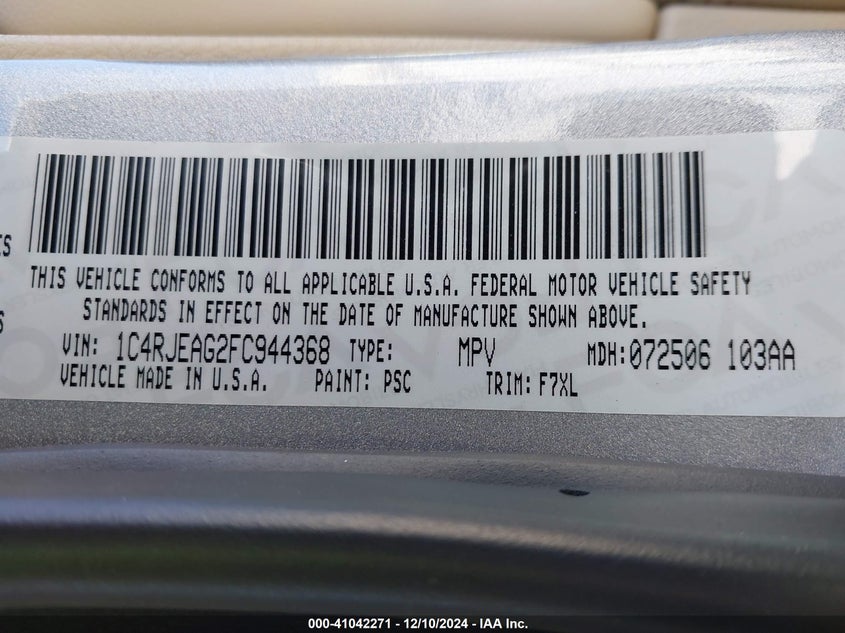 ES
THIS VEHICLE CONFORMS TO ALL APPLICABLE U.S.A. FEDERAL MOTOR VEHICLE SAFETY
S
STANDARDS IN EFFECT ON THE DATE OF MANUFACTURE SHOWN ABOVE.
VIN: 1C4RJEAG2FC944368 TYPE: MPV MDH:072506 103AA
VEHICLE MADE IN U.S.A. PAINT: PSC TRIM: F7XL
000-41042271 - 12/10/2024 - IAA Inc.